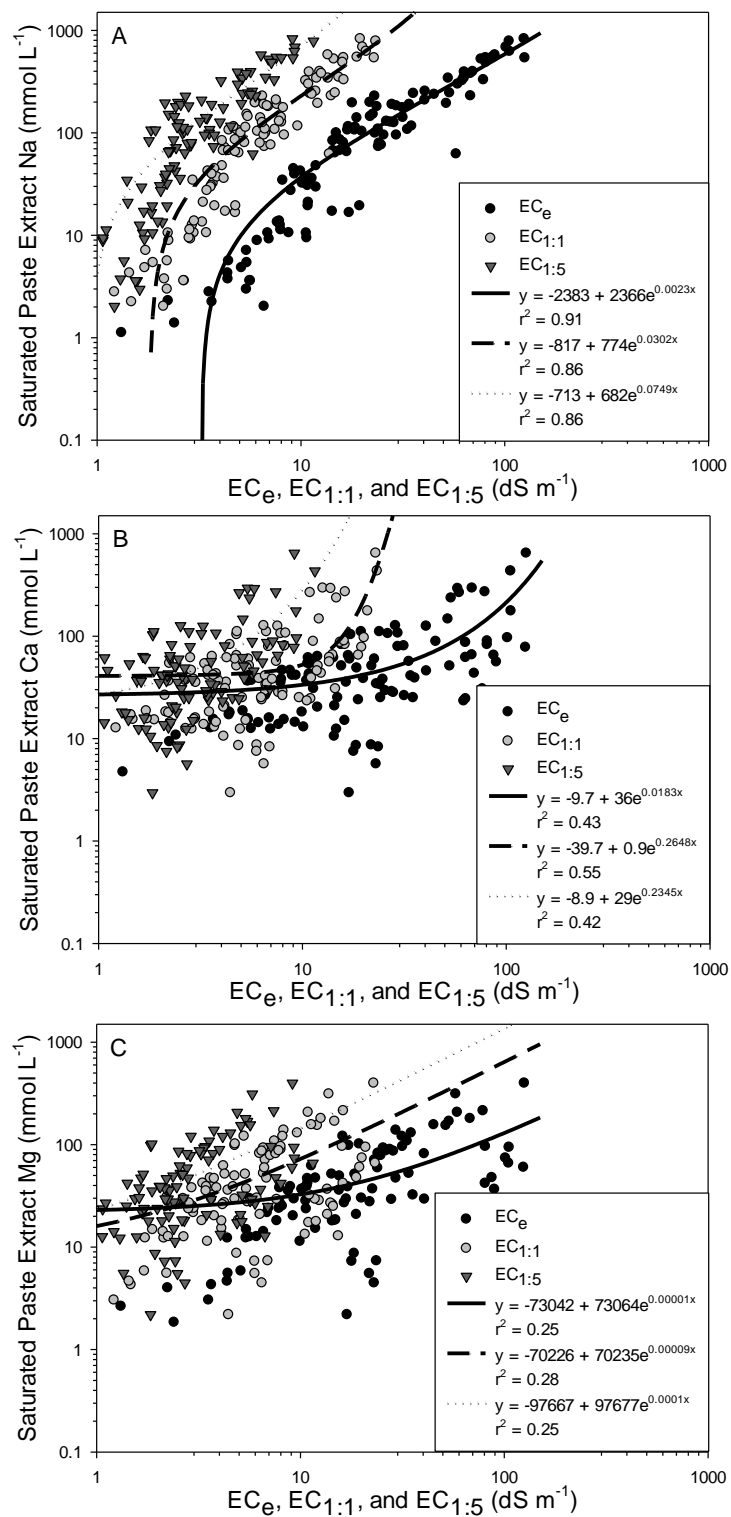 A
Saturated Paste Extract Na (mmol L-1)
1000
100
10
1
0.1
ECe
EC1:1
EC1:5
y = -2383 + 2366e0.0023x
r2 = 0.91
y = -817 + 774e0.0302x
r2 = 0.86
y = -713 + 682e0.0749x
r2 = 0.86
1 10 100 1000
ECe, EC1:1, and EC1:5 (dS m-1)
B
Saturated Paste Extract Ca (mmol L-1)
1000
100
10
1
0.1
ECe
EC1:1
EC1:5
y = -9.7 + 36e0.0183x
r2 = 0.43
y = -39.7 + 0.9e0.2648x
r2 = 0.55
y = -8.9 + 29e0.2345x
r2 = 0.42
1 10 100 1000
ECe, EC1:1, and EC1:5 (dS m-1)
C
Saturated Paste Extract Mg (mmol L-1)
1000
100
10
1
0.1
ECe
EC1:1
EC1:5
y = -73042 + 73064e0.00001x
r2 = 0.25
y = -70226 + 70235e0.00009x
r2 = 0.28
y = -97667 + 97677e0.0001x
r2 = 0.25
1 10 100 1000
ECe, EC1:1, and EC1:5 (dS m-1)